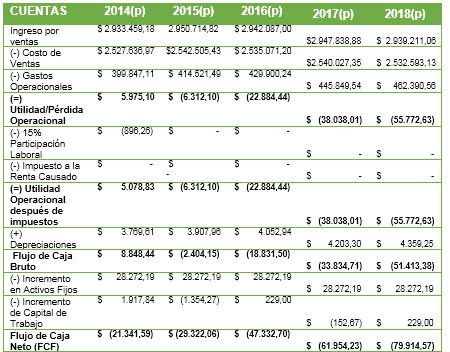 CUENTAS 2014(p) 2015(p) 2016(p) 2017(p) 2018(p)
Ingreso por ventas $ 2.933.459,18 2.950.714,82 $ 2.942.087,00 $2.947.838,88 $ 2.939.211,06
(-) Costo de Ventas $ 2.527.636,97 $2.542.505,43 $ 2.535.071,20 $2.540.027,35 $ 2.532.593,13
(-) Gastos Operacionales $ 399.847,11 $ 414.521,49 $ 429.900,24 $ 445.849,54 $ 462.390,56
(=) Utilidad/Pérdida Operacional $ 5.975,10 $ (6.312,10) $ (22.884,44) $ (38.038,01) $ (55.772,63)
(-) 15% Participación Laboral $ (896,26) $ - $ - $ - $ -
(-) Impuesto a la Renta Causado $ - $ - $ - $ - $ -
(=) Utilidad Operacional después de impuestos $ 5.078,83 $ (6.312,10) $ (22.884,44) $ (38.038,01) $ (55.772,63)
(+) Depreciaciones $ 3.769,61 $ 3.907,96 $ 4.052,94 $ 4.203,30 $ 4.359,25
Flujo de Caja Bruto $ 8.848,44 $ (2.404,15) $ (18.831,50) $ (33.834,71) $ (51.413,38)
(-) Incremento en Activos Fijos $ 28.272,19 $ 28.272,19 $ 28.272,19 $ 28.272,19 $ 28.272,19
(-) Incremento de Capital de Trabajo $ 1.917,84 $ (1.354,27) $ 229,00 $ (152,67) $ 229,00
Flujo de Caja Neto (FCF) $ (21.341,59) $ (29.322,06) $ (47.332,70) $ (61.954,23) $ (79.914,57)